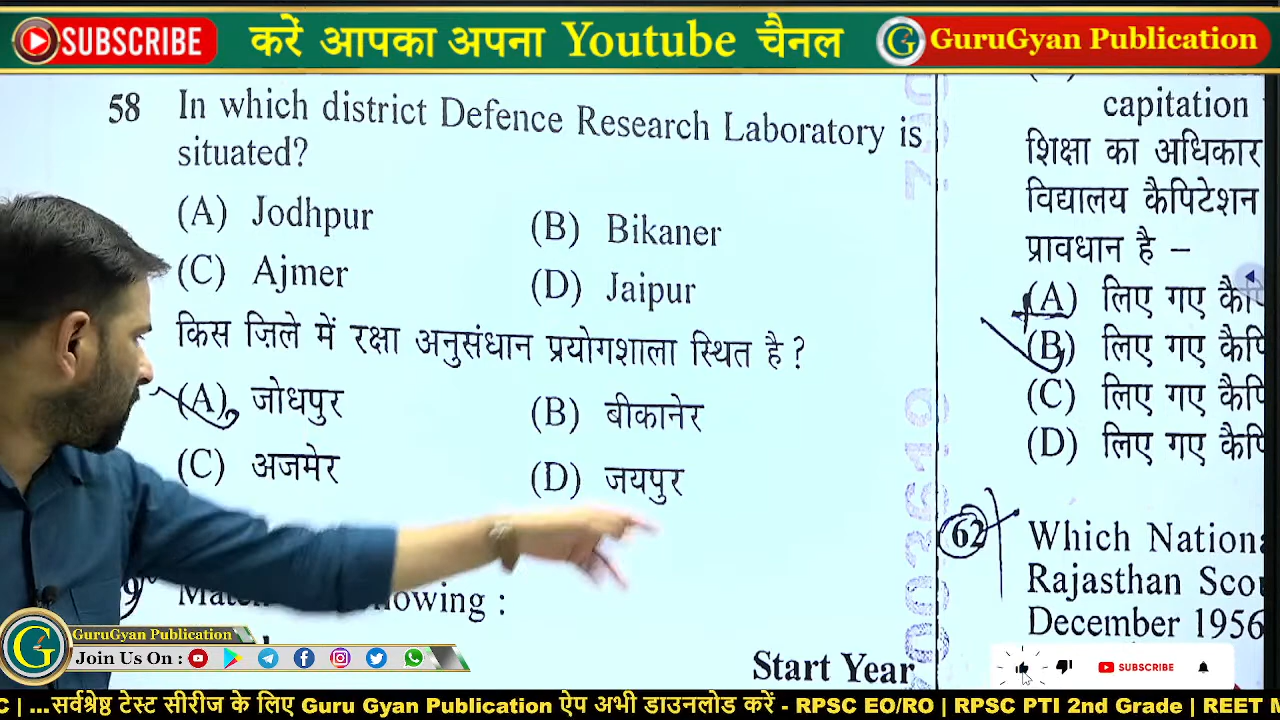 SUBSCRIBE करें आपका अपना Youtube चैनल GuruGyan Publication
58 In which district Defence Research Laboratory is
situated?
(A) Jodhpur (B) Bikaner
(C) Ajmer (D) Jaipur
किस ज़िले में रक्षा अनुसंधान प्रयोगशाला स्थित है ?
(A) जोधपुर (B) बीकानेर
(C) अजमेर (D) जयपुर
owing :
Start Year
capitation
शिक्षा का अधिकार
विद्यालय कैपिटेशन
प्रावधान है –
(A) लिए गए
(B) लिए गए
(C) लिए गए
(D) लिए गए
62 Which Nationa
Rajasthan Scou
December 1956
GuruGyan Publication
Join Us On :
SUBSCRIBE
C | ...सर्वश्रेष्ठ टेस्ट सीरीज के लिए Guru Gyan Publication ऐप अभी डाउनलोड करें - RPSC EO/RO | RPSC PTI 2nd Grade | REET M